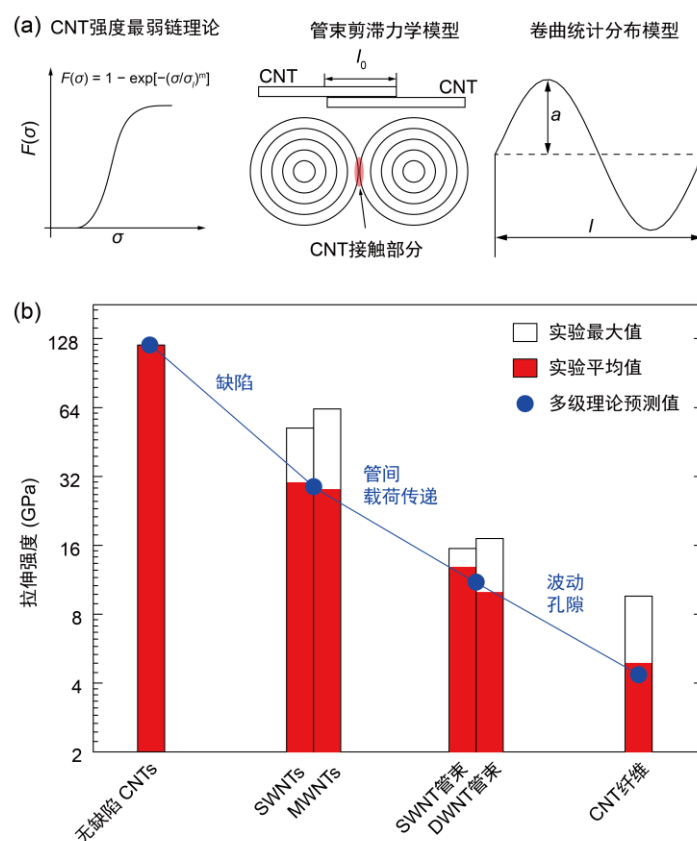 (a)
CNT强度最弱链理论
F(σ) = 1 − exp[−(σ/σᵢ)ᵐ]
F(σ)
σ
管束剪滞力学模型
l₀
CNT
CNT
CNT接触部分
卷曲统计分布模型
a
l
(b)
拉伸强度 (GPa)
128
64
32
16
8
4
2
实验最大值
实验平均值
多级理论预测值
缺陷
管间
载荷传递
波动
孔隙
无缺陷 CNTs
SWNTs
MWNTs
SWNT管束
DWNT管束
CNT纤维